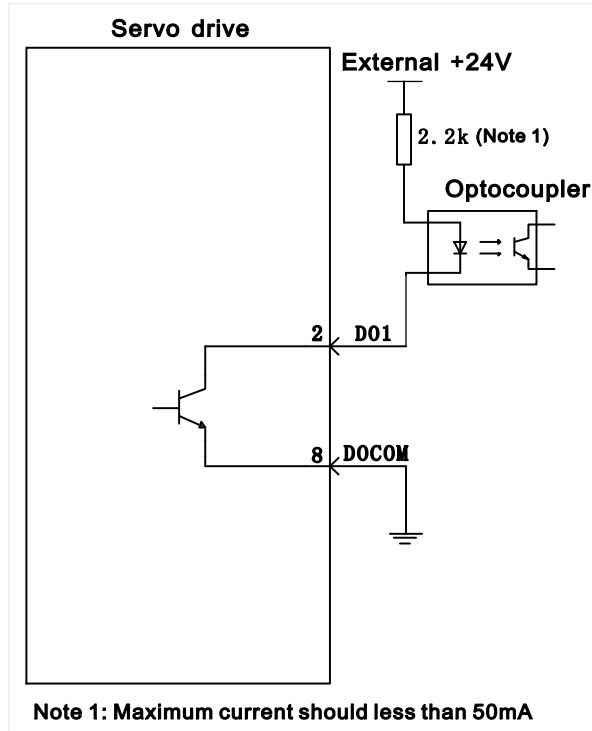 Servo drive
External +24V
2.2k (Note 1)
Optocoupler
2 DO1
8 DOCOM
Note 1: Maximum current should less than 50mA